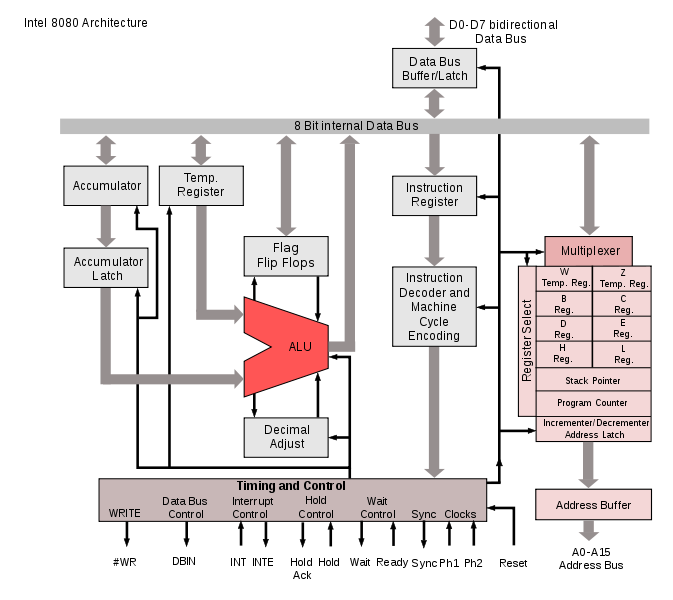 Intel 8080 Architecture
D0-D7 bidirectional
Data Bus
Data Bus
Buffer/Latch
8 Bit internal Data Bus
Accumulator
Temp.
Register
Instruction
Register
Accumulator
Latch
Flag
Flip Flops
Instruction
Decoder and
Machine
Cycle
Encoding
Multiplexer
Register Select
W
Temp. Reg.
Z
Temp. Reg.
B
Reg.
C
Reg.
D
Reg.
E
Reg.
H
Reg.
L
Reg.
Stack Pointer
Program Counter
Incrementer/Decrementer
Address Latch
ALU
Decimal
Adjust
Timing and Control
WRITE
Data Bus
Control
Interrupt
Control
Hold
Control
Wait
Control
Sync
Clocks
Address Buffer
#WR
DBIN
INT
INTE
Hold
Ack
Hold
Wait
Ready
Sync
Ph1
Ph2
Reset
A0-A15
Address Bus